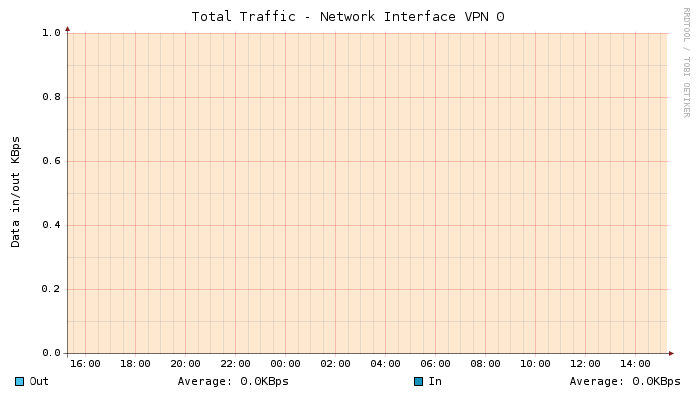 Total Traffic - Network Interface VPN 0
RRDTOOL / TOBI OETIKER
Data in/out KBps
1.0
0.8
0.6
0.4
0.2
0.0
16:00 18:00 20:00 22:00 00:00 02:00 04:00 06:00 08:00 10:00 12:00 14:00
Out Average: 0.0KBps In Average: 0.0KBps